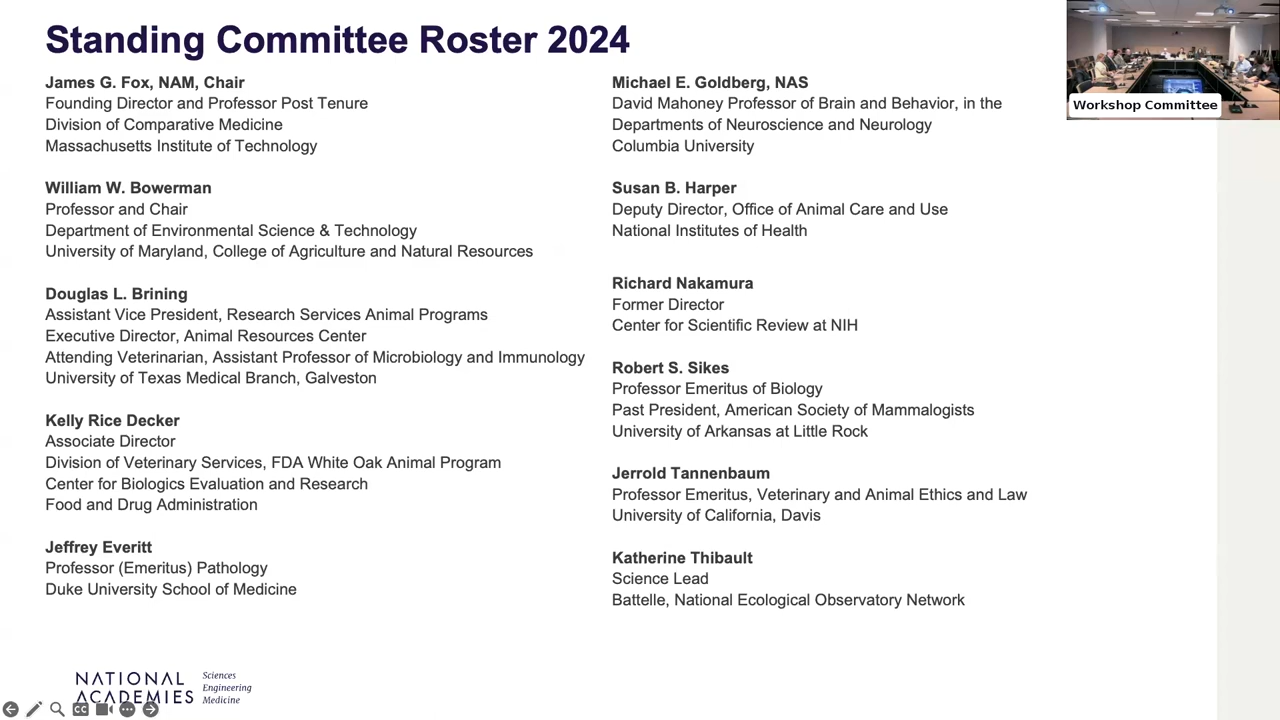 Standing Committee Roster 2024
James G. Fox, NAM, Chair
Founding Director and Professor Post Tenure
Division of Comparative Medicine
Massachusetts Institute of Technology
William W. Bowerman
Professor and Chair
Department of Environmental Science & Technology
University of Maryland, College of Agriculture and Natural Resources
Douglas L. Brining
Assistant Vice President, Research Services Animal Programs
Executive Director, Animal Resources Center
Attending Veterinarian, Assistant Professor of Microbiology and Immunology
University of Texas Medical Branch, Galveston
Kelly Rice Decker
Associate Director
Division of Veterinary Services, FDA White Oak Animal Program
Center for Biologics Evaluation and Research
Food and Drug Administration
Jeffrey Everitt
Professor (Emeritus) Pathology
Duke University School of Medicine
Michael E. Goldberg, NAS
David Mahoney Professor of Brain and Behavior, in the
Departments of Neuroscience and Neurology
Columbia University
Susan B. Harper
Deputy Director, Office of Animal Care and Use
National Institutes of Health
Richard Nakamura
Former Director
Center for Scientific Review at NIH
Robert S. Sikes
Professor Emeritus of Biology
Past President, American Society of Mammalogists
University of Arkansas at Little Rock
Jerrold Tannenbaum
Professor Emeritus, Veterinary and Animal Ethics and Law
University of California, Davis
Katherine Thibault
Science Lead
Battelle, National Ecological Observatory Network
Workshop Committee
NATIONAL
ACADEMIES
Sciences
Engineering
Medicine
CC